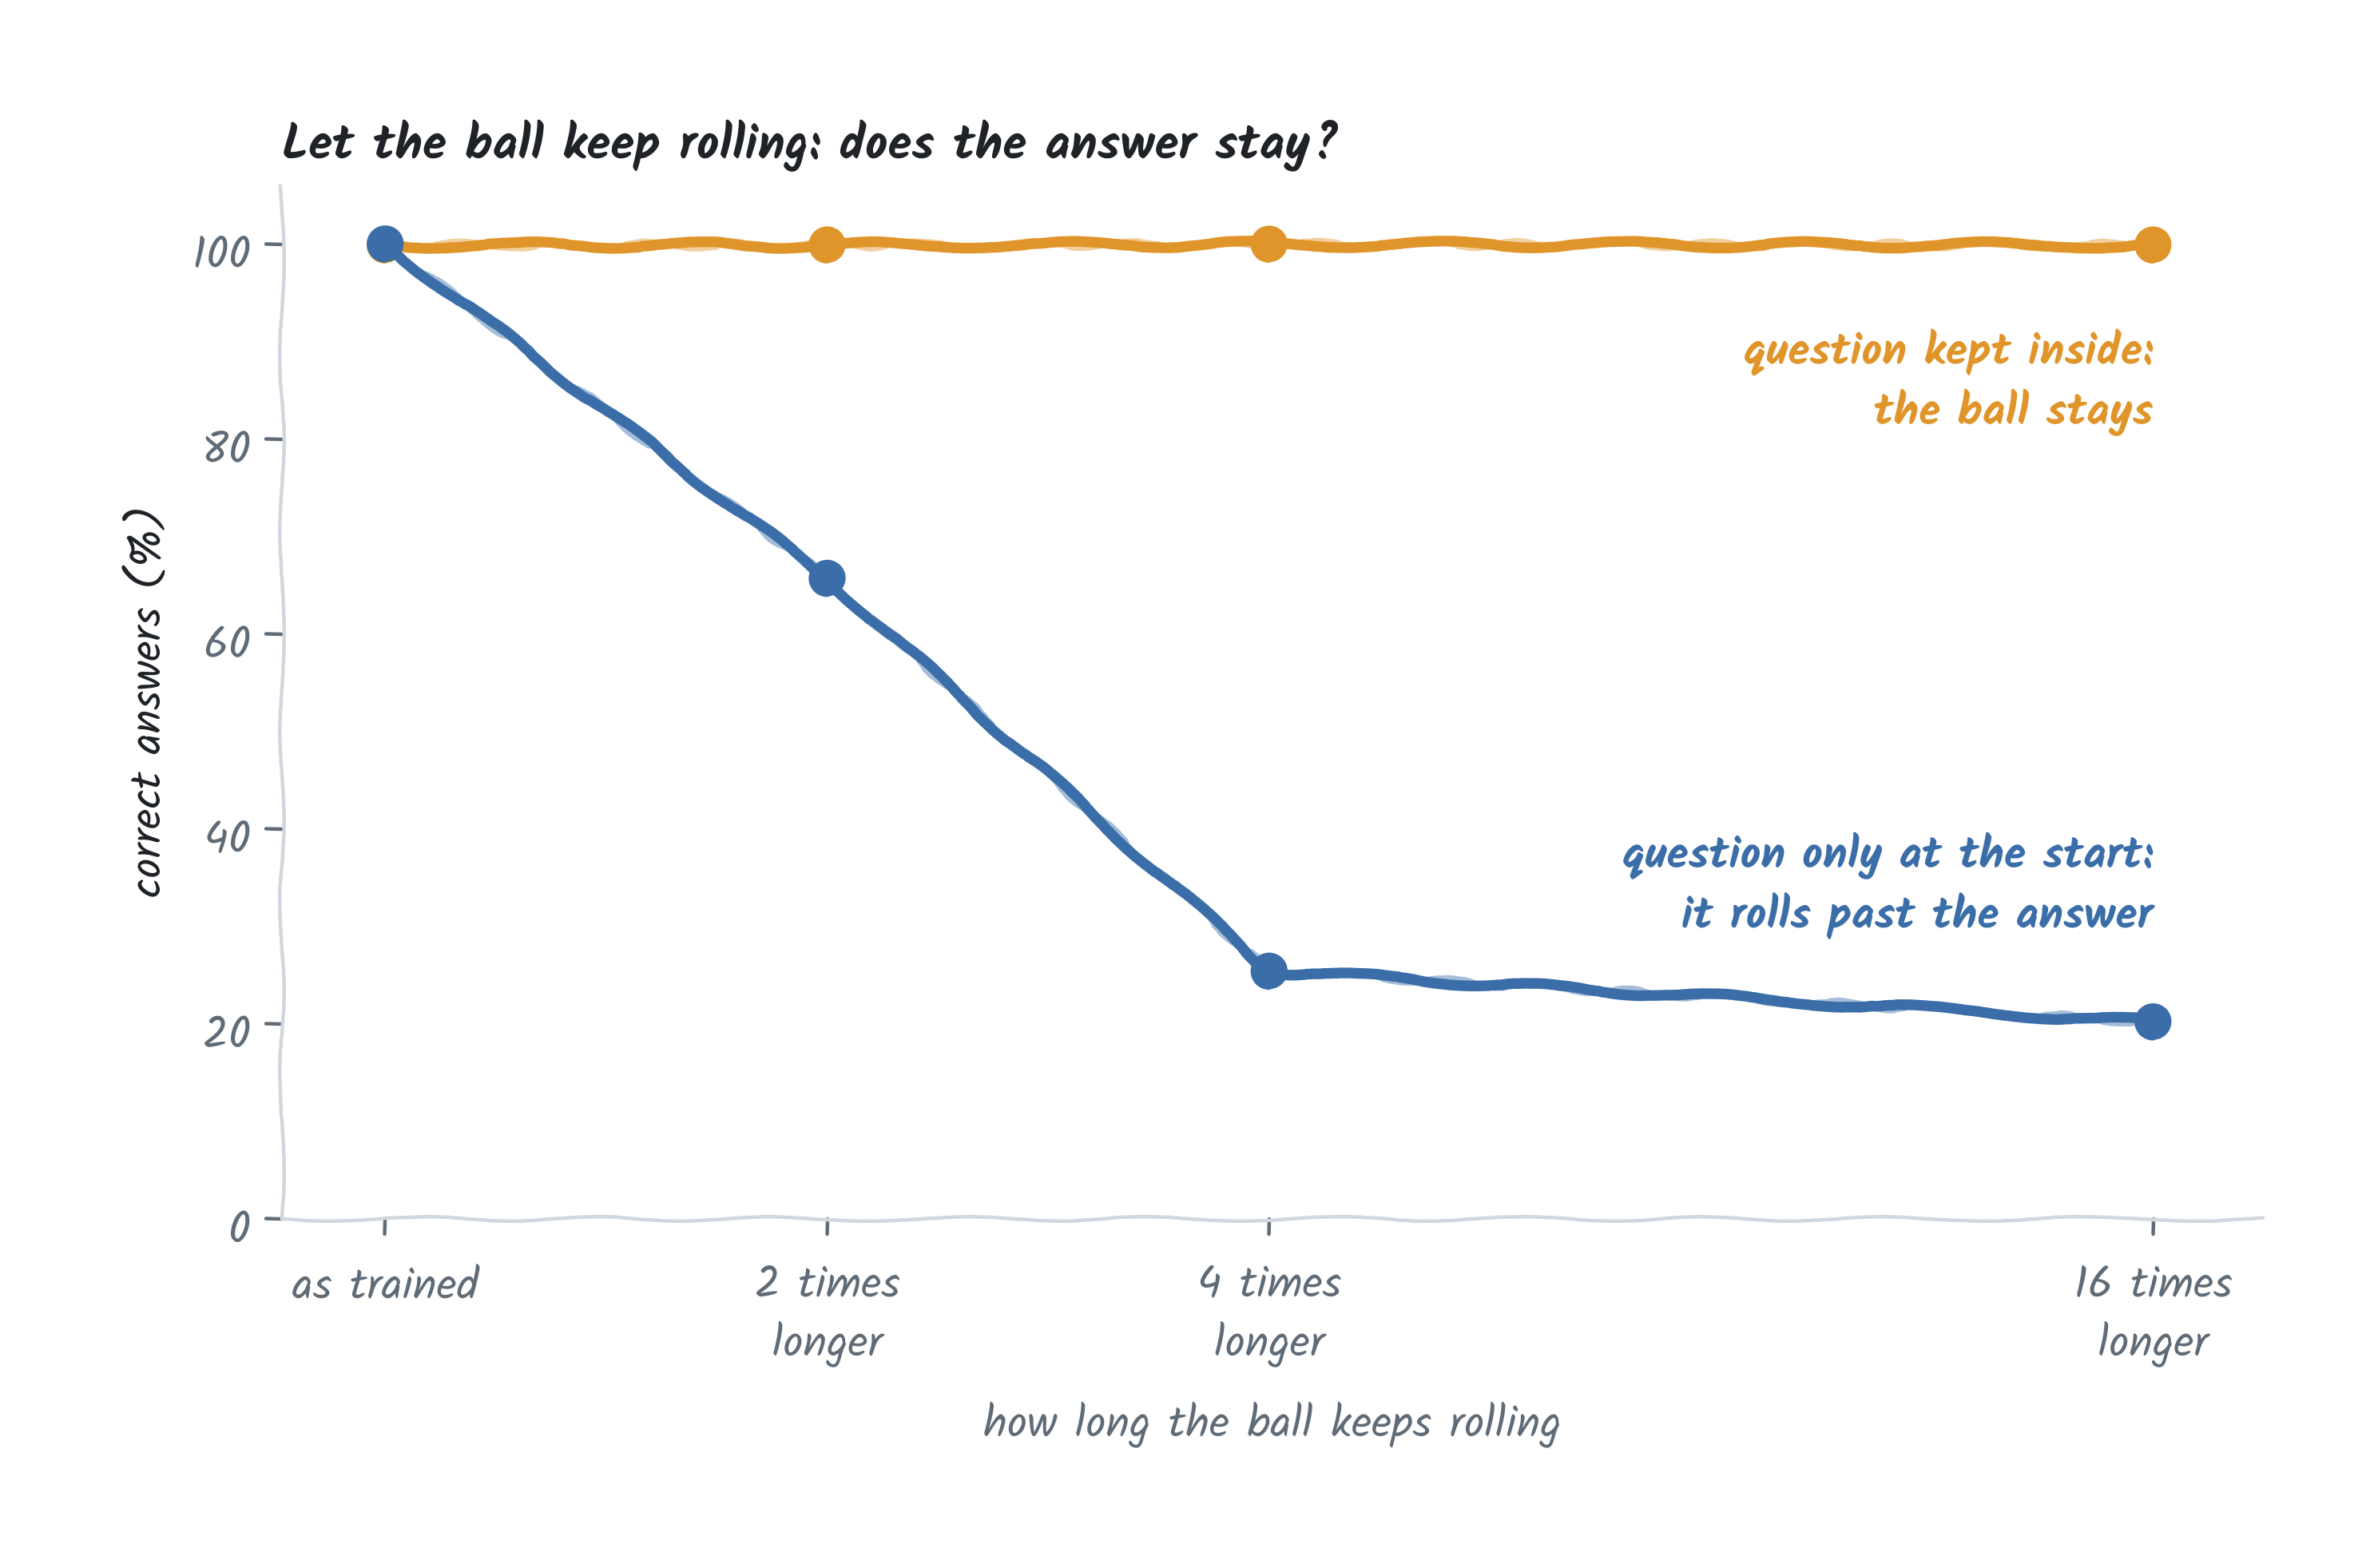 Let the ball keep rolling: does the answer stay?
100
80
60
40
20
0
correct answers (%)
question kept inside:
the ball stays
question only at the start:
it rolls past the answer
as trained
2 times
longer
4 times
longer
16 times
longer
how long the ball keeps rolling